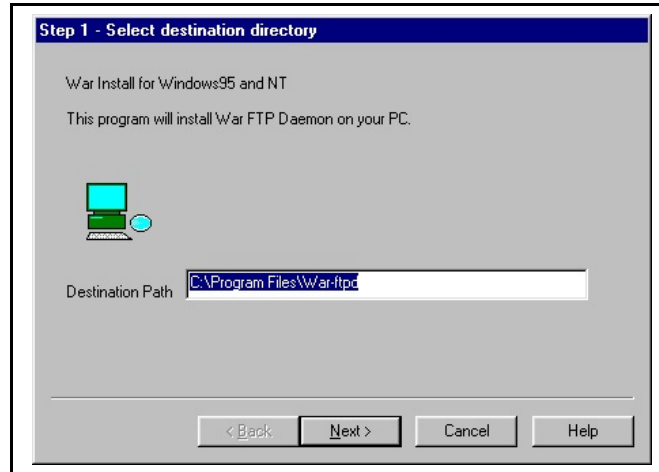 Step 1 - Select destination directory
War Install for Windows95 and NT
This program will install War FTP Daemon on your PC.
Destination Path C:\Program Files\War-ftpd
< Back Next > Cancel Help